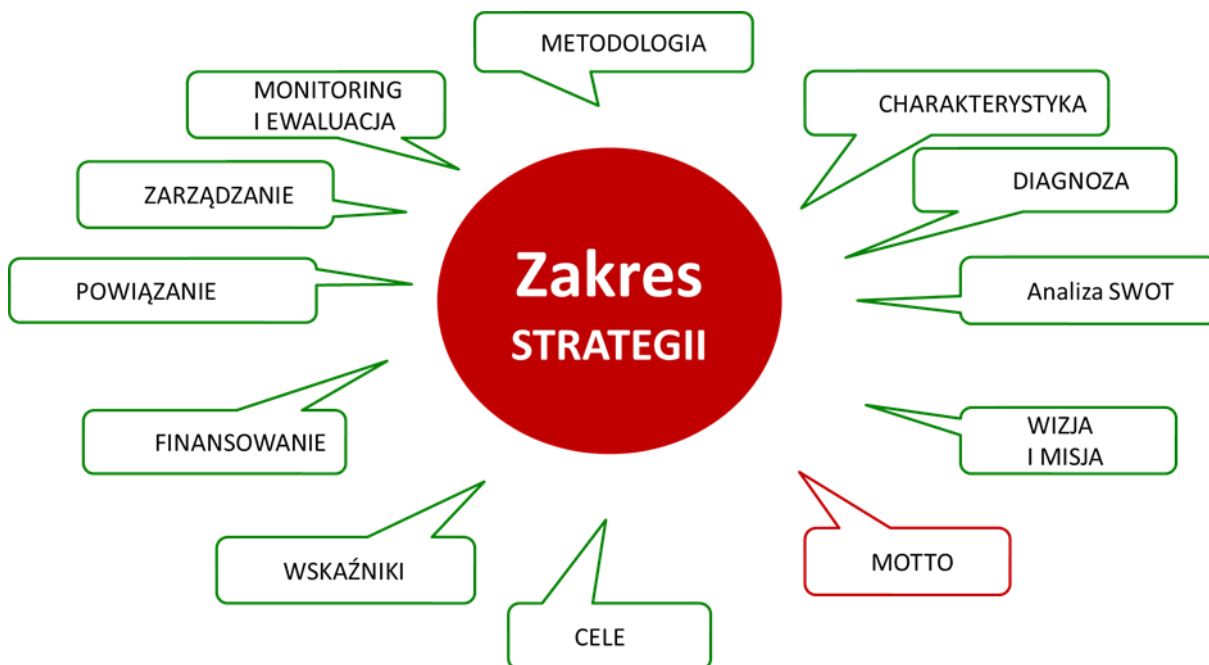 METODOLOGIA
CHARAKTERYSTYKA
DIAGNOZA
Analiza SWOT
WIZJA
I MISJA
MOTTO
CELE
WSKAŹNIKI
FINANSOWANIE
POWIĄZANIE
ZARZĄDZANIE
MONITORING
I EWALUACJA
Zakres
STRATEGII